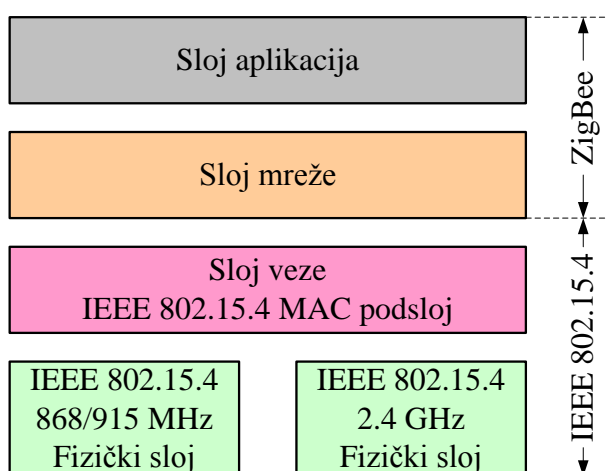 Sloj aplikacija
Sloj mreže
Sloj veze
IEEE 802.15.4 MAC podsloj
IEEE 802.15.4
868/915 MHz
Fizički sloj
IEEE 802.15.4
2.4 GHz
Fizički sloj
ZigBee
IEEE 802.15.4